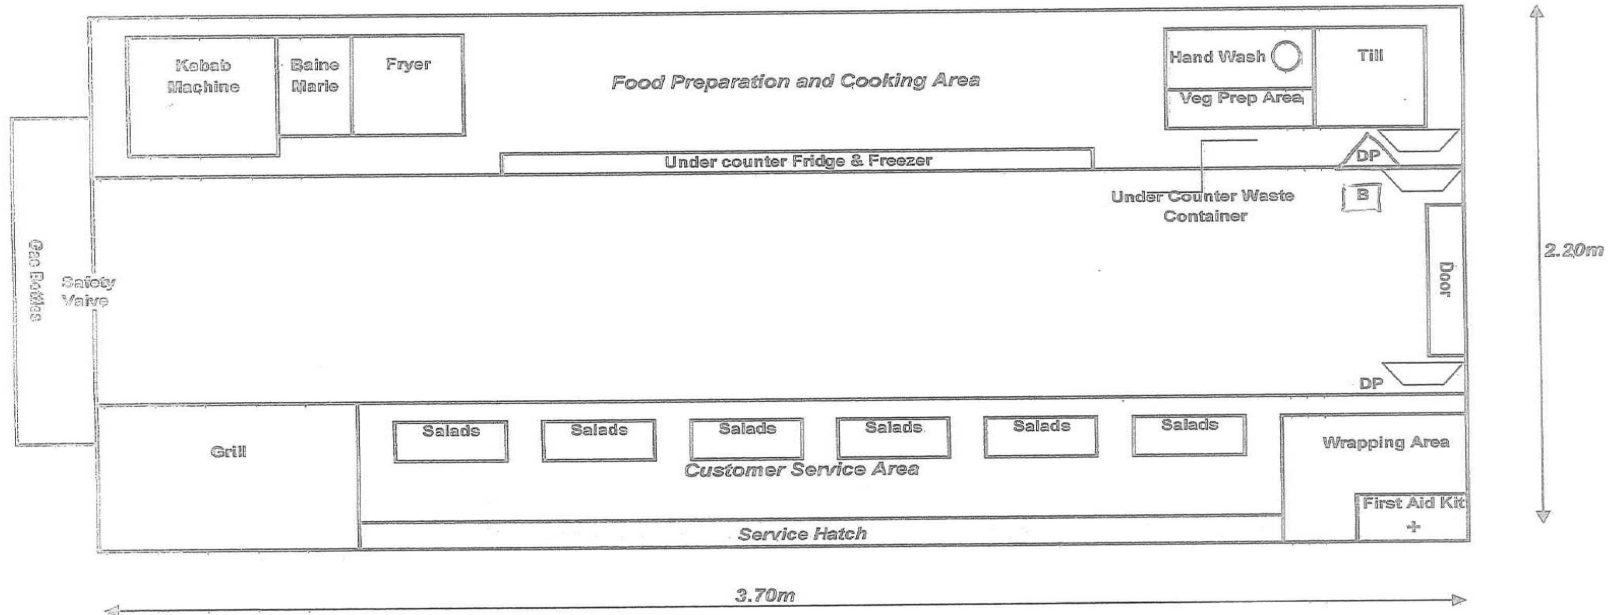 Kebab
Machine
Baine
Marie
Fryer
Food Preparation and Cooking Area
Hand Wash
Till
Veg Prep Area
Under counter Fridge & Freezer
DP
Under Counter Waste
Container
B
Gas Bottles
Safety
Valve
Door
2.20m
DP
Grill
Salads
Salads
Salads
Salads
Salads
Salads
Customer Service Area
Wrapping Area
First Aid Kit
+
Service Hatch
3.70m